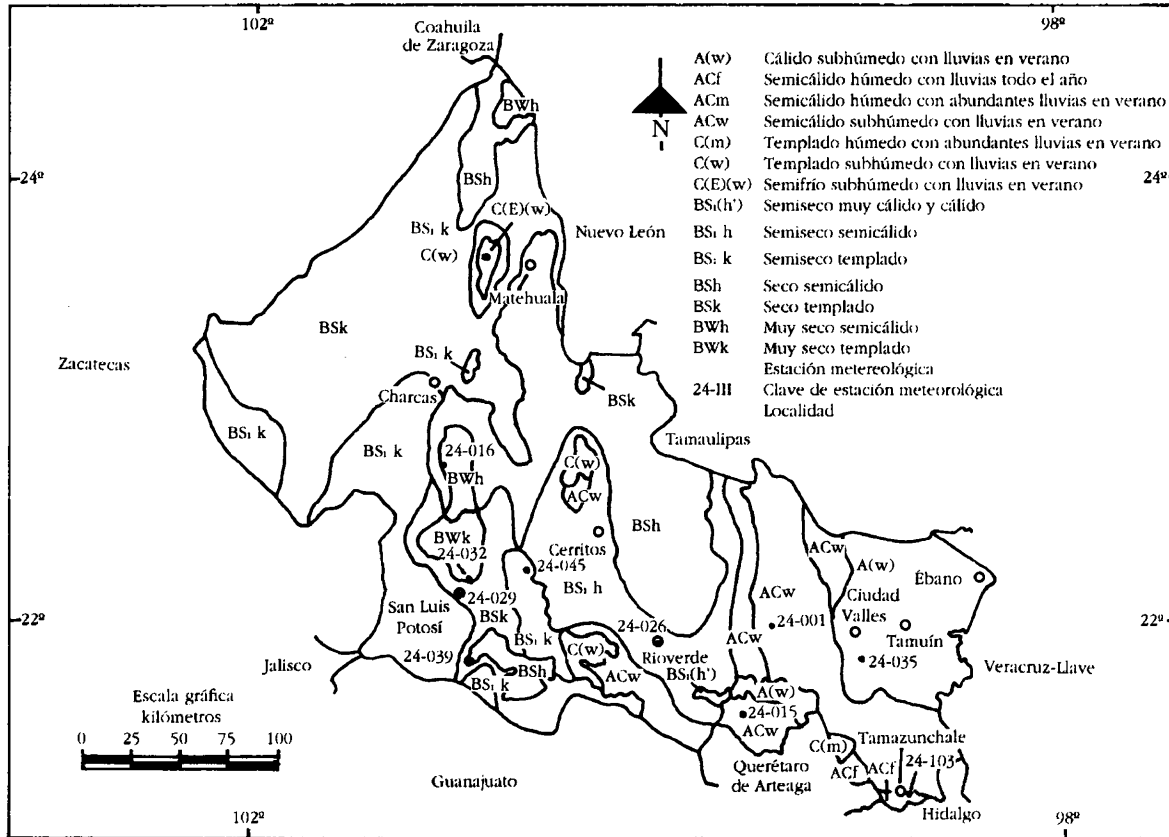 102º
98º
Coahuila
de Zaragoza
A(w) Cálido subhúmedo con lluvias en verano
ACf Semicálido húmedo con lluvias todo el año
ACm Semicálido húmedo con abundantes lluvias en verano
ACw Semicálido subhúmedo con lluvias en verano
C(m) Templado húmedo con abundantes lluvias en verano
C(w) Templado subhúmedo con lluvias en verano
C(E)(w) Semifrío subhúmedo con lluvias en verano
BS₁(h') Semiseco muy cálido y cálido
BS₁ h Semiseco semicálido
BS₁ k Semiseco templado
BSh Seco semicálido
BSk Seco templado
BWh Muy seco semicálido
BWk Muy seco templado
Estación metereológica
24-III Clave de estación meteorológica
Localidad
N
24º
24º
BWh
BSh
C(E)(w)
BS₁ k
C(w)
Nuevo León
Matehuala
BSk
Zacatecas
BS₁ k
Charcas
BSk
BS₁ k
BS₁ k
24-016
BWh
Tamaulipas
C(w)
ACw
BSh
BWk
24-032
Cerritos
24-045
BS₁ h
ACw
A(w)
Ébano
Ciudad
Valles
Tamuín
24-035
ACw
24-001
22º
22º
San Luis
Potosí
24-029
BSk
BS₁ k
24-026
Rioverde
BS₁(h')
ACw
C(w)
ACw
Jalisco
24-039
BSh
BS₁ k
Veracruz-Llave
A(w)
24-015
ACw
Escala gráfica
kilómetros
0 25 50 75 100
Guanajuato
Querétaro
de Arteaga
C(m)
ACf
ACf
Tamazunchale
24-103
Hidalgo
102º
98º